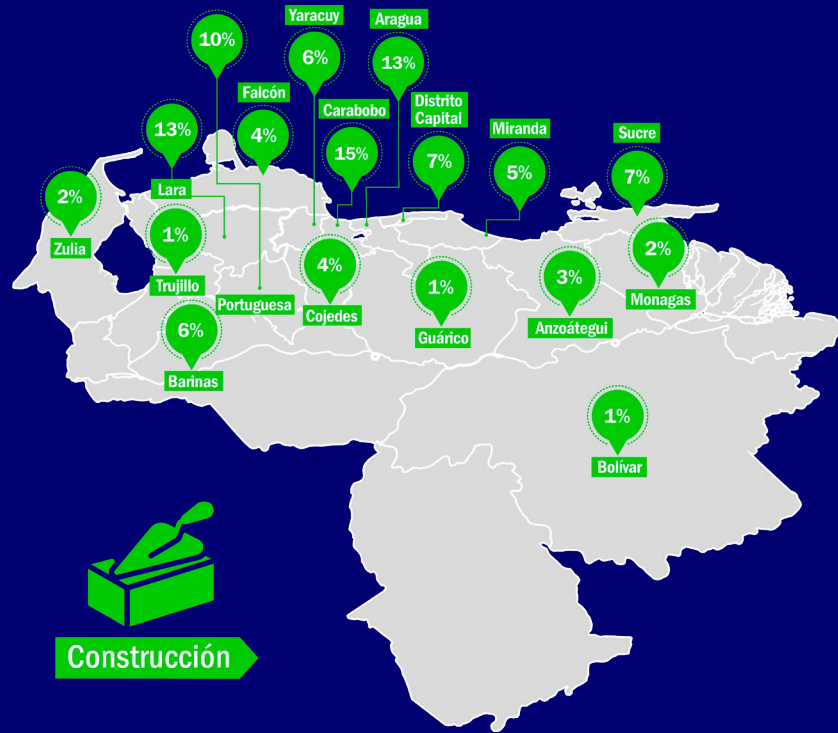 Yaracuy
6%
Aragua
13%
10%
Portuguesa
Falcón
4%
Carabobo
15%
Distrito
Capital
7%
Miranda
5%
Sucre
7%
13%
Lara
2%
Zulia
1%
Trujillo
4%
Cojedes
1%
Guárico
3%
Anzoátegui
2%
Monagas
6%
Barinas
1%
Bolívar
Construcción